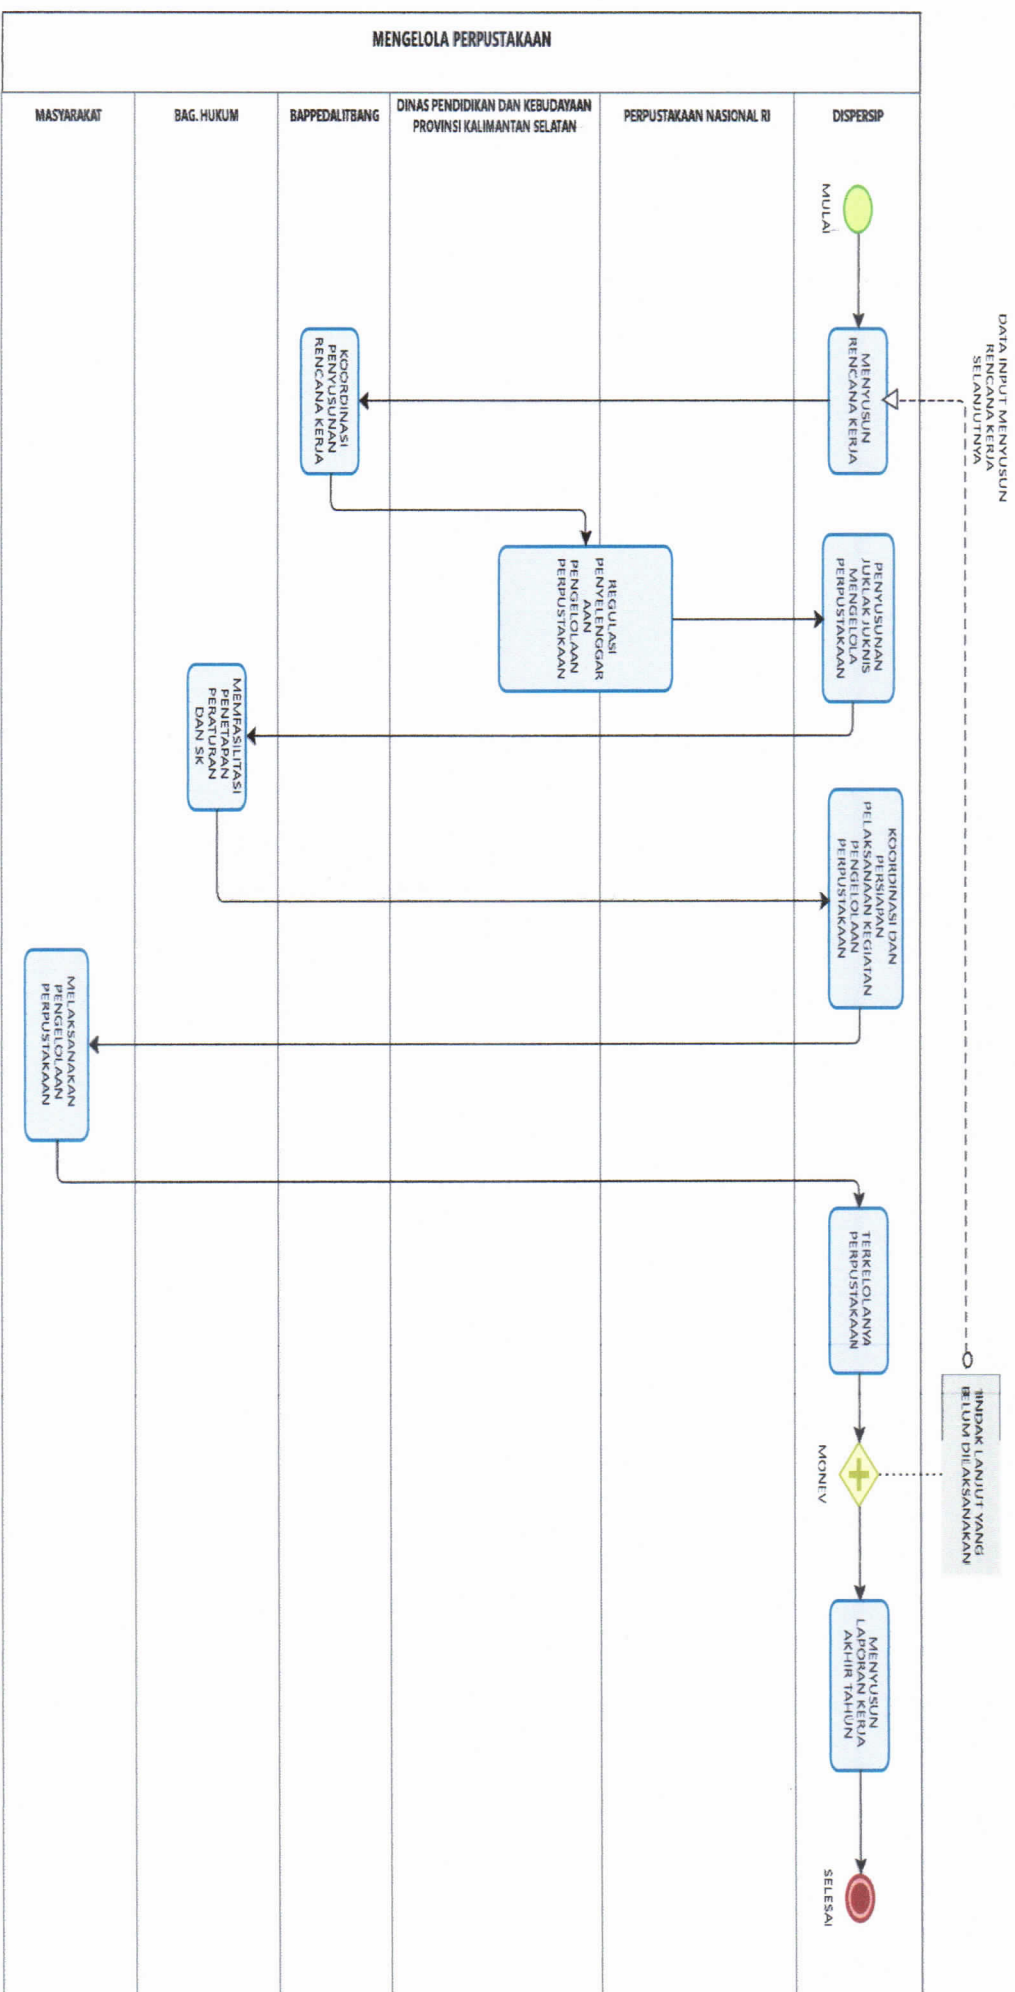 MENGELOLA PERPUSTAKAAN
MASYARAKAT
BAG. HUKUM
BAPPEDALITBANG
DINAS PENDIDIKAN DAN KEBUDAYAAN
PROVINSI KALIMANTAN SELATAN
PERPUSTAKAAN NASIONAL RI
DISPERSIP
MULAI
DATA INPUT MENYUSUN
RENCANA KERJA
SELANJUTNYA
MENYUSUN
RENCANA KERJA
KOORDINASI
PENYUSUNAN
RENCANA KERJA
REGULASI
PENYELENGGAR
AAN
PENGELOLAAN
PERPUSTAKAAN
PENYUSUNAN
JUKLAK JUKNIS
MENGELOLA
PERPUSTAKAAN
MEMFASILITASI
PENETAPAN
PERATURAN
DAN SK
KOORDINASI DAN
PERSIAPAN
PELAKSANAAN KEGIATAN
PENGELOLAAN
PERPUSTAKAAN
MELAKSANAKAN
PENGELOLAAN
PERPUSTAKAAN
TERKELOLANYA
PERPUSTAKAAN
MONEV
TINDAK LANJUT YANG
BELUM DILAKSANAKAN
MENYUSUN
LAPORAN KERJA
AKHIR TAHUN
SELESAI